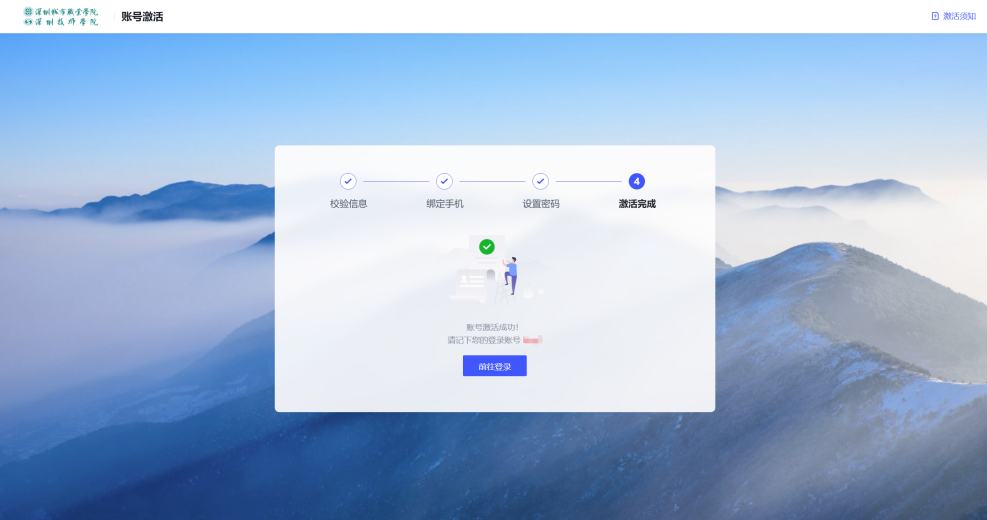 深圳城市职业学院
深圳技师学院
账号激活
激活须知
4
校验信息
绑定手机
设置密码
激活完成
账号激活成功!
请记下您的登录账号
前往登录